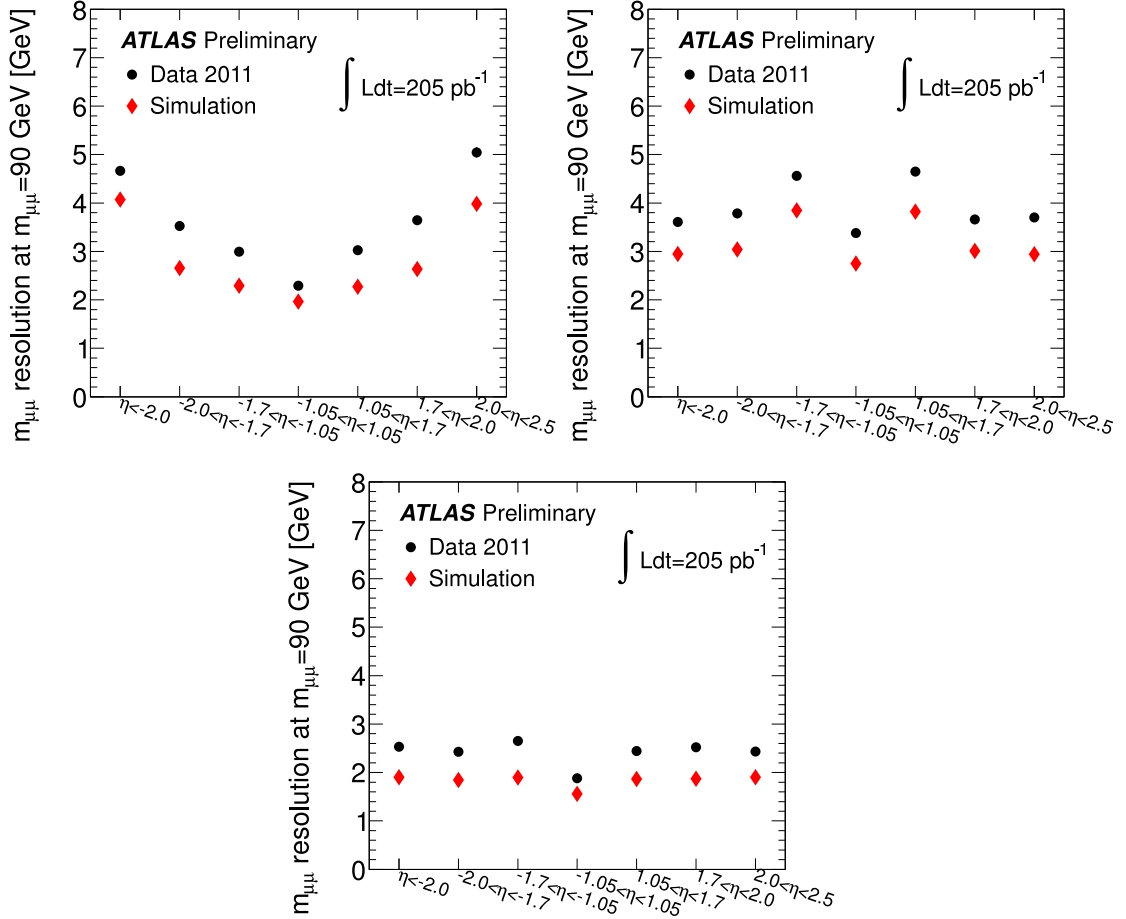 m_μμ resolution at m_μμ=90 GeV [GeV]
8
7
6
5
4
3
2
1
0
ATLAS Preliminary
Data 2011
Simulation
∫ Ldt=205 pb⁻¹
η<-2.0
-2.0<η<-1.7
-1.7<η<-1.05
-1.05<η<1.05
1.05<η<1.7
1.7<η<2.0
2.0<η<2.5
m_μμ resolution at m_μμ=90 GeV [GeV]
8
7
6
5
4
3
2
1
0
ATLAS Preliminary
Data 2011
Simulation
∫ Ldt=205 pb⁻¹
η<-2.0
-2.0<η<-1.7
-1.7<η<-1.05
-1.05<η<1.05
1.05<η<1.7
1.7<η<2.0
2.0<η<2.5
m_μμ resolution at m_μμ=90 GeV [GeV]
8
7
6
5
4
3
2
1
0
ATLAS Preliminary
Data 2011
Simulation
∫ Ldt=205 pb⁻¹
η<-2.0
-2.0<η<-1.7
-1.7<η<-1.05
-1.05<η<1.05
1.05<η<1.7
1.7<η<2.0
2.0<η<2.5